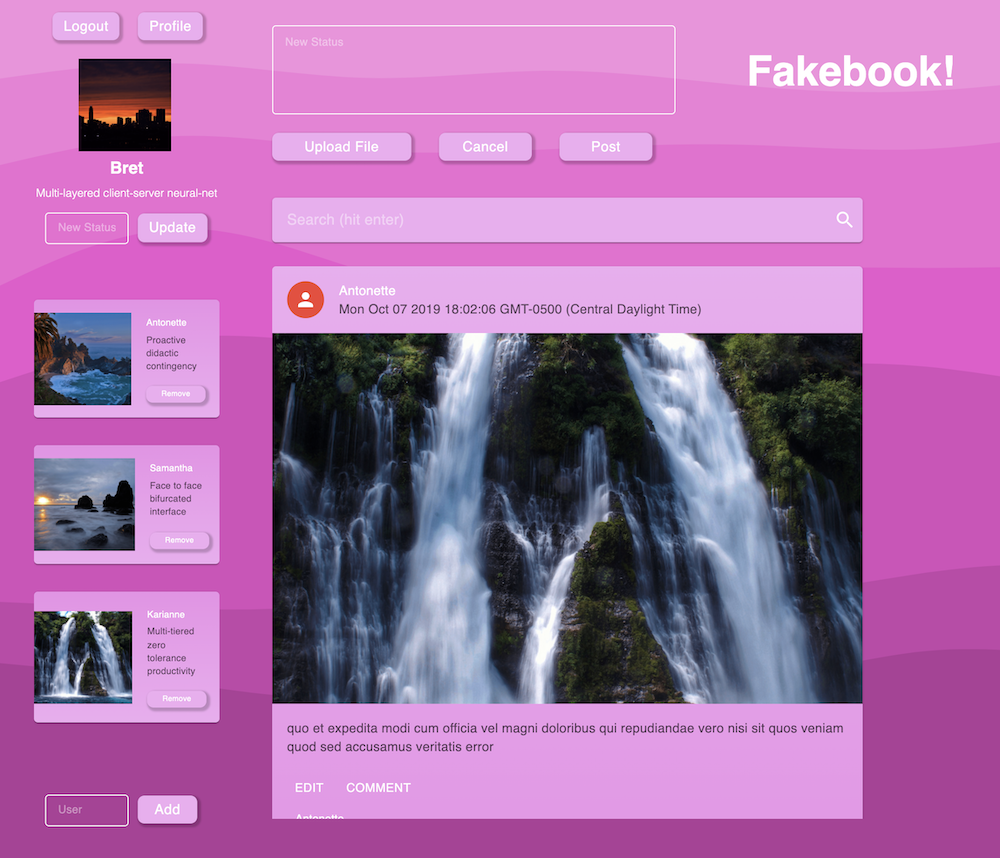 Logout
Profile
Bret
Multi-layered client-server neural-net
New Status
Update
Antonette
Proactive
didactic
contingency
Remove
Samantha
Face to face
bifurcated
interface
Remove
Karianne
Multi-tiered
zero
tolerance
productivity
Remove
User
Add
New Status
Fakebook!
Upload File
Cancel
Post
Search (hit enter)
Antonette
Mon Oct 07 2019 18:02:06 GMT-0500 (Central Daylight Time)
quo et expedita modi cum officia vel magni doloribus qui repudiandae vero nisi sit quos veniam
quod sed accusamus veritatis error
EDIT
COMMENT
Antonette